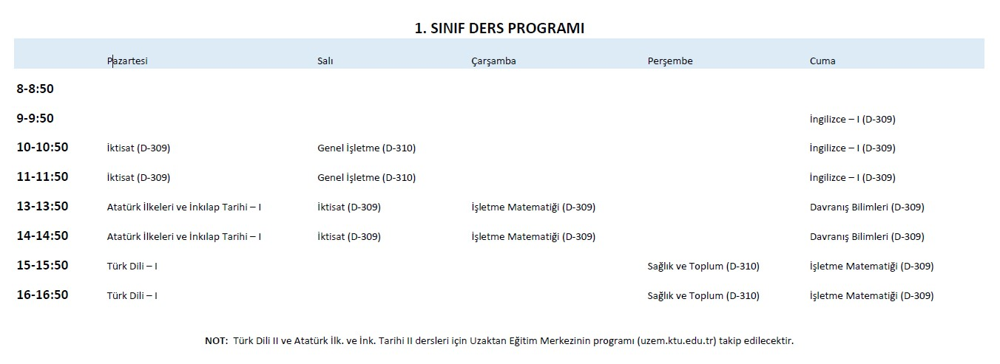 1. SINIF DERS PROGRAMI
Pazartesi Salı Çarşamba Perşembe Cuma
8-8:50
9-9:50 İngilizce – I (D-309)
10-10:50 İktisat (D-309) Genel İşletme (D-310) İngilizce – I (D-309)
11-11:50 İktisat (D-309) Genel İşletme (D-310) İngilizce – I (D-309)
13-13:50 Atatürk İlkeleri ve İnkılap Tarihi – I İktisat (D-309) İşletme Matematiği (D-309) Davranış Bilimleri (D-309)
14-14:50 Atatürk İlkeleri ve İnkılap Tarihi – I İktisat (D-309) İşletme Matematiği (D-309) Davranış Bilimleri (D-309)
15-15:50 Türk Dili – I Sağlık ve Toplum (D-310) İşletme Matematiği (D-309)
16-16:50 Türk Dili – I Sağlık ve Toplum (D-310) İşletme Matematiği (D-309)
NOT: Türk Dili II ve Atatürk İlk. ve İnk. Tarihi II dersleri için Uzaktan Eğitim Merkezinin programı (uzem.ktu.edu.tr) takip edilecektir.